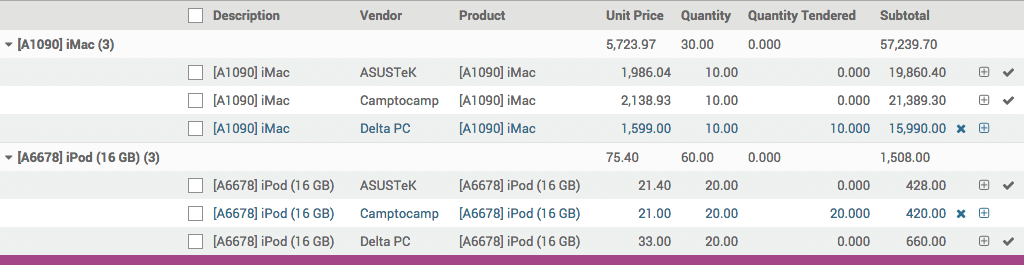 Description Vendor Product Unit Price Quantity Quantity Tendered Subtotal
[A1090] iMac (3) 5,723.97 30.00 0.000 57,239.70
[A1090] iMac ASUSTeK [A1090] iMac 1,986.04 10.00 0.000 19,860.40
[A1090] iMac Camptocamp [A1090] iMac 2,138.93 10.00 0.000 21,389.30
[A1090] iMac Delta PC [A1090] iMac 1,599.00 10.00 10.000 15,990.00
[A6678] iPod (16 GB) (3) 75.40 60.00 0.000 1,508.00
[A6678] iPod (16 GB) ASUSTeK [A6678] iPod (16 GB) 21.40 20.00 0.000 428.00
[A6678] iPod (16 GB) Camptocamp [A6678] iPod (16 GB) 21.00 20.00 20.000 420.00
[A6678] iPod (16 GB) Delta PC [A6678] iPod (16 GB) 33.00 20.00 0.000 660.00